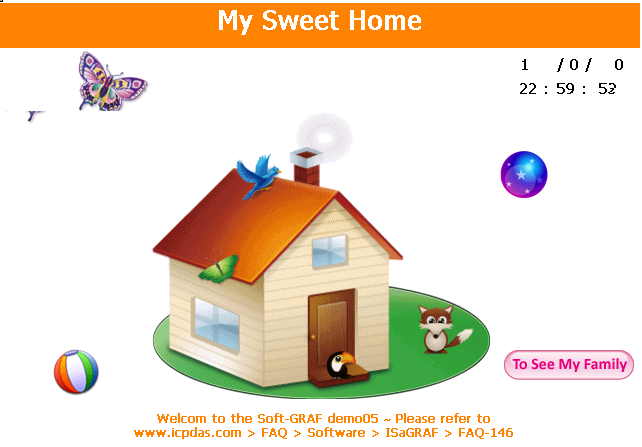 My Sweet Home
1 / 0 / 0
22 : 59 : 52
To See My Family
Welcom to the Soft-GRAF demo05 ~ Please refer to
www.icpdas.com > FAQ > Software > ISaGRAF > FAQ-146